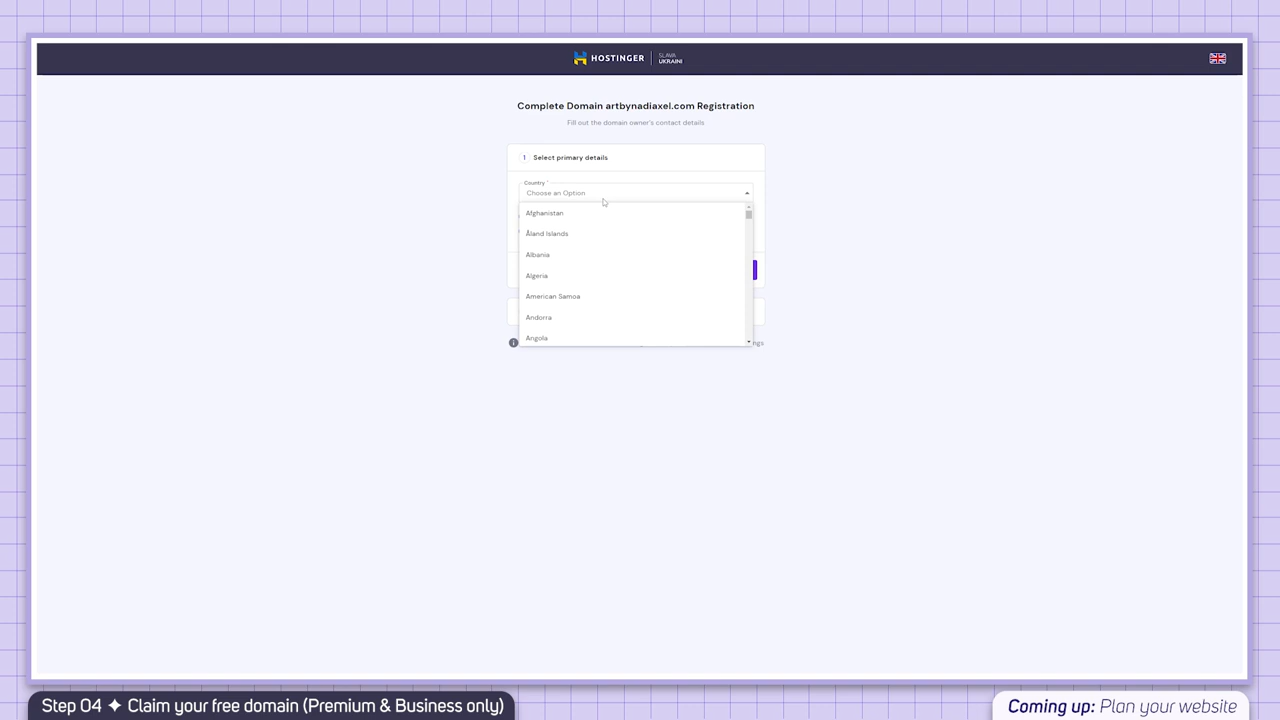 HOSTINGER
SLAVA
UKRAINI
Complete Domain artbynadiaxel.com Registration
Fill out the domain owner's contact details
1 Select primary details
Country *
Choose an Option
Afghanistan
Åland Islands
Albania
Algeria
American Samoa
Andorra
Angola
ngs
Step 04 ✦ Claim your free domain (Premium & Business only)
Coming up: Plan your website